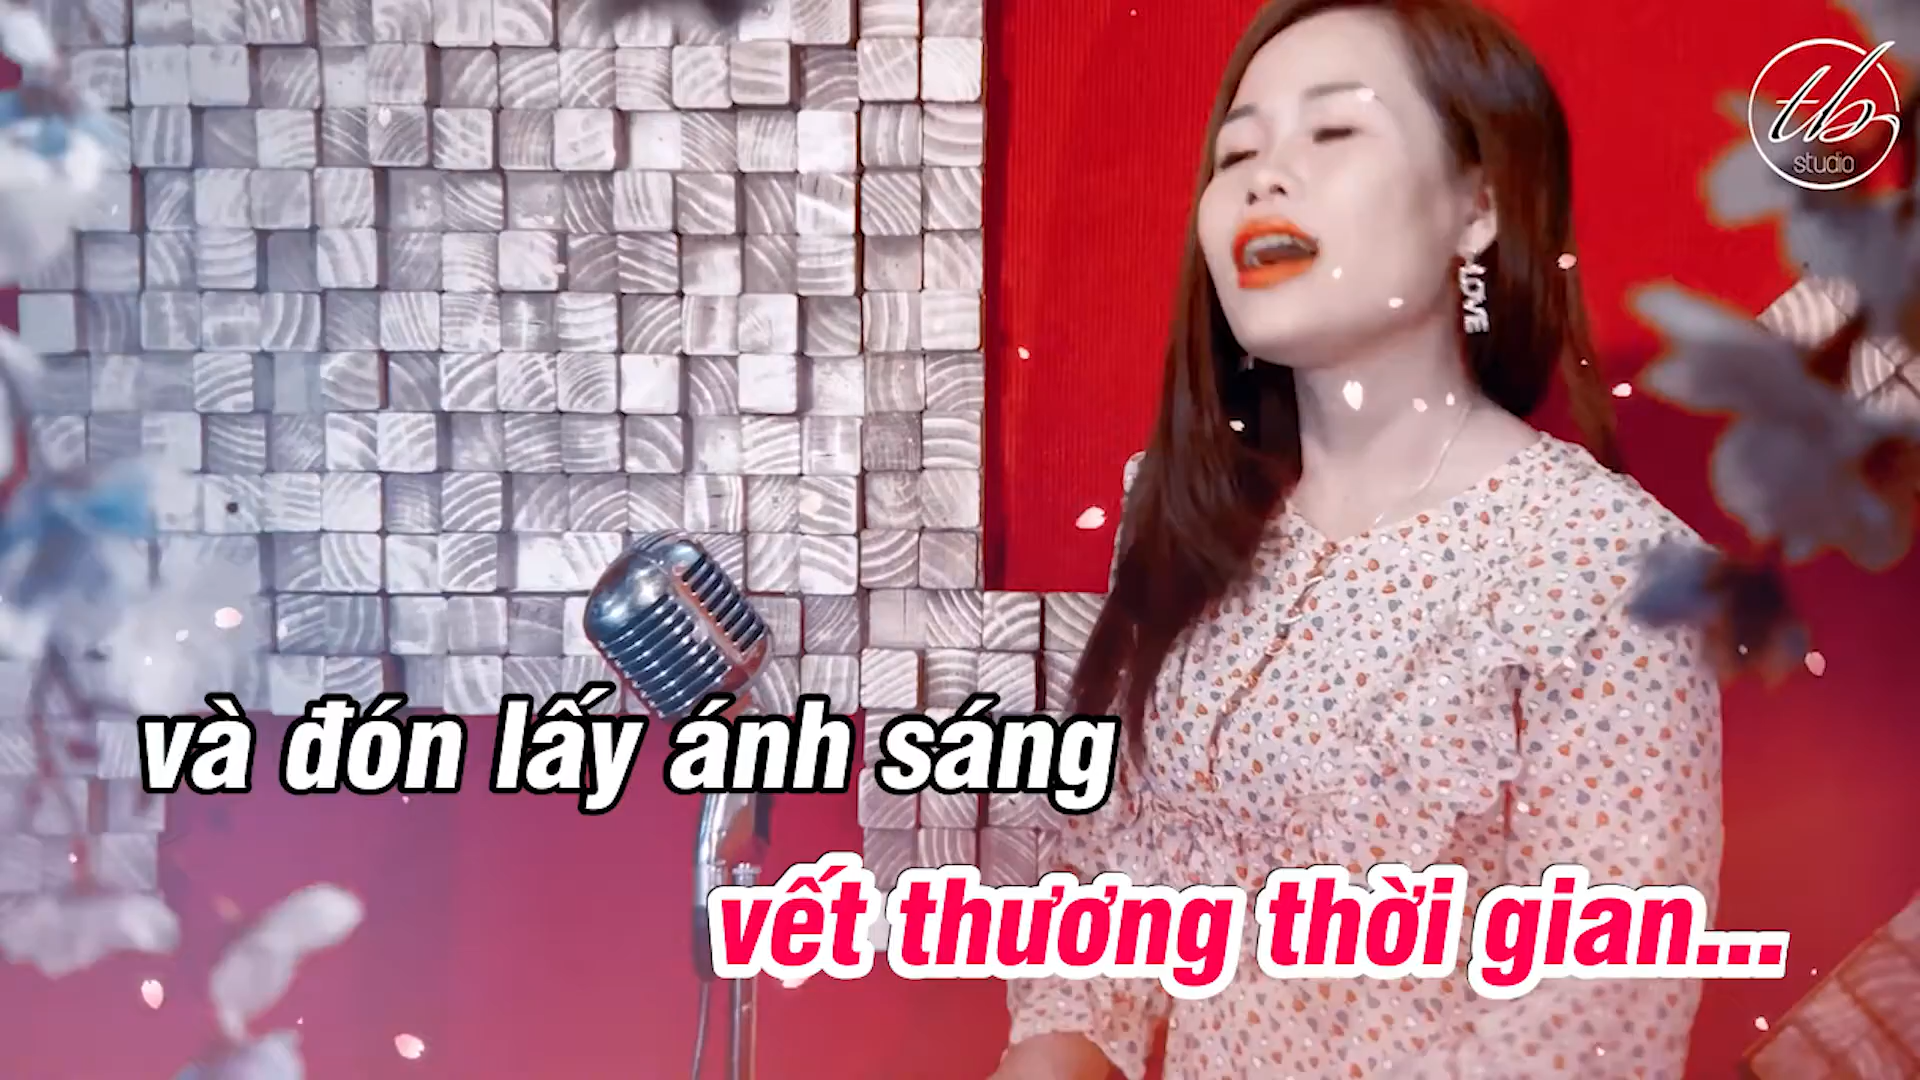 tb
studio
LOVE
và đón lấy ánh sáng
vết thương thời gian...